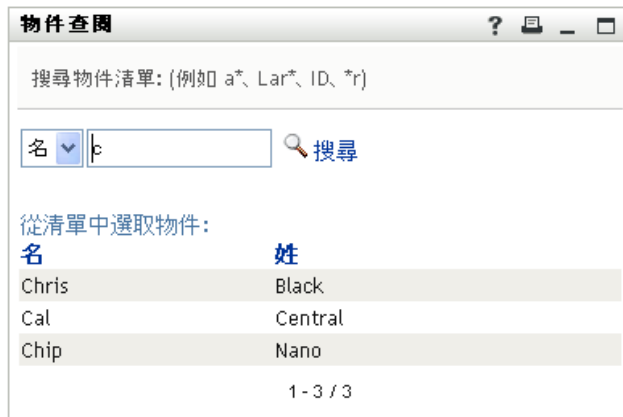 物件查閱
搜尋物件清單: (例如 a*、Lar*、ID、*r)
名 c 搜尋
從清單中選取物件:
名 姓
Chris Black
Cal Central
Chip Nano
1 - 3 / 3